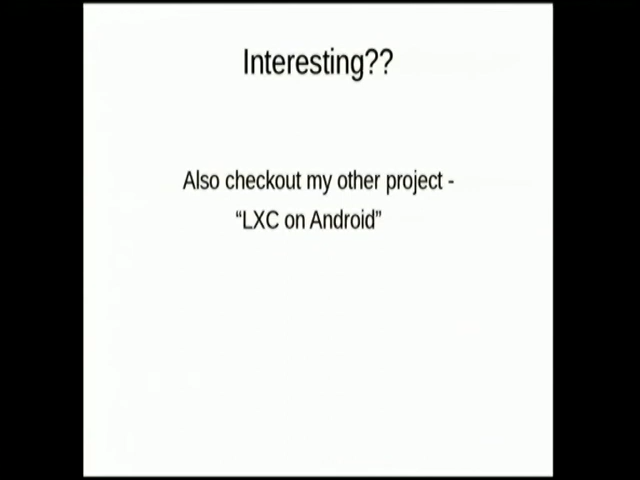 Interesting??
Also checkout my other project -
“LXC on Android”